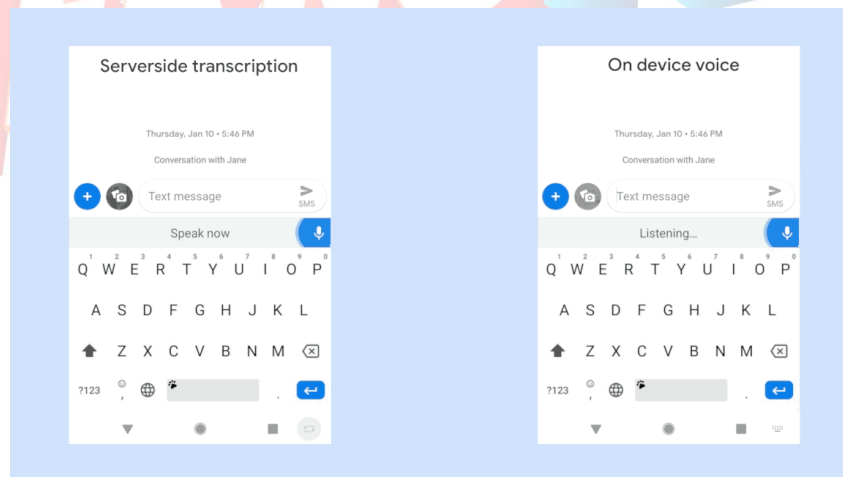 Serverside transcription
Thursday, Jan 10 • 5:46 PM
Conversation with Jane
Text message
SMS
Speak now
1 2 3 4 5 6 7 8 9 0
Q W E R T Y U I O P
A S D F G H J K L
Z X C V B N M
?123 , .
On device voice
Thursday, Jan 10 • 5:46 PM
Conversation with Jane
Text message
SMS
Listening...
1 2 3 4 5 6 7 8 9 0
Q W E R T Y U I O P
A S D F G H J K L
Z X C V B N M
?123 , .